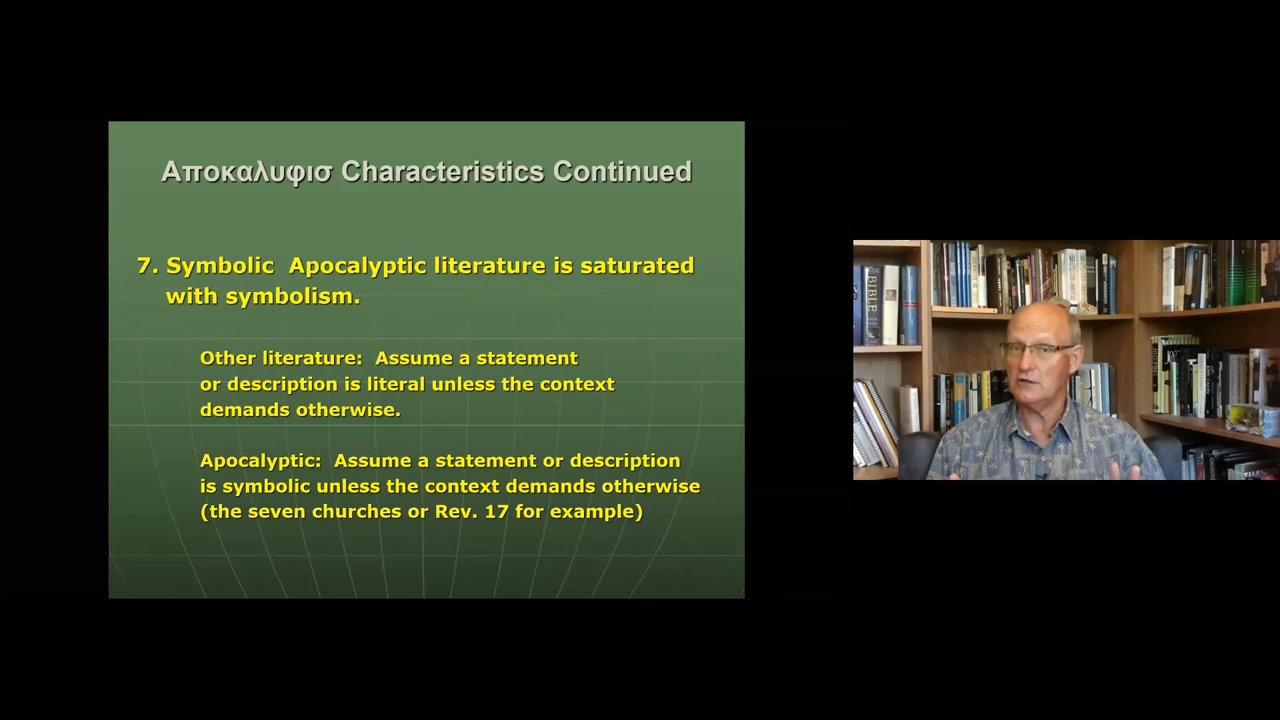 Αποκαλυφισ Characteristics Continued
7. Symbolic  Apocalyptic literature is saturated
with symbolism.
Other literature:  Assume a statement
or description is literal unless the context
demands otherwise.
Apocalyptic:  Assume a statement or description
is symbolic unless the context demands otherwise
(the seven churches or Rev. 17 for example)
BIBLE